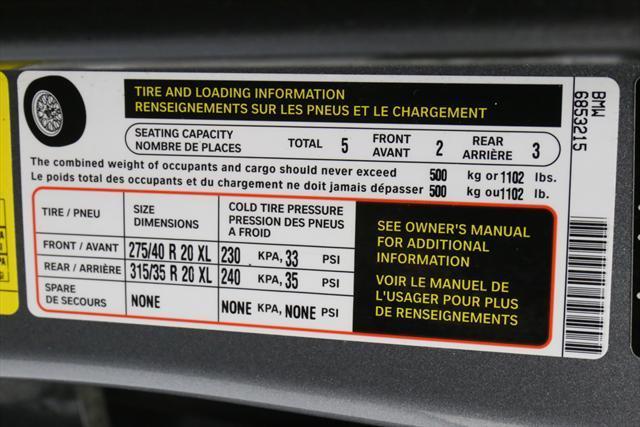 TIRE AND LOADING INFORMATION
RENSEIGNEMENTS SUR LES PNEUS ET LE CHARGEMENT
SEATING CAPACITY
NOMBRE DE PLACES
TOTAL 5
FRONT
AVANT 2
REAR
ARRIÈRE 3
The combined weight of occupants and cargo should never exceed 500 kg or 1102 lbs.
Le poids total des occupants et du chargement ne doit jamais dépasser 500 kg ou 1102 lb.
TIRE / PNEU
SIZE
DIMENSIONS
COLD TIRE PRESSURE
PRESSION DES PNEUS
A FROID
FRONT / AVANT 275/40 R 20 XL 230 KPA, 33 PSI
REAR / ARRIÈRE 315/35 R 20 XL 240 KPA, 35 PSI
SPARE
DE SECOURS NONE NONE KPA, NONE PSI
SEE OWNER'S MANUAL
FOR ADDITIONAL
INFORMATION
VOIR LE MANUEL DE
L'USAGER POUR PLUS
DE RENSEIGNEMENTS
BMW
6853215